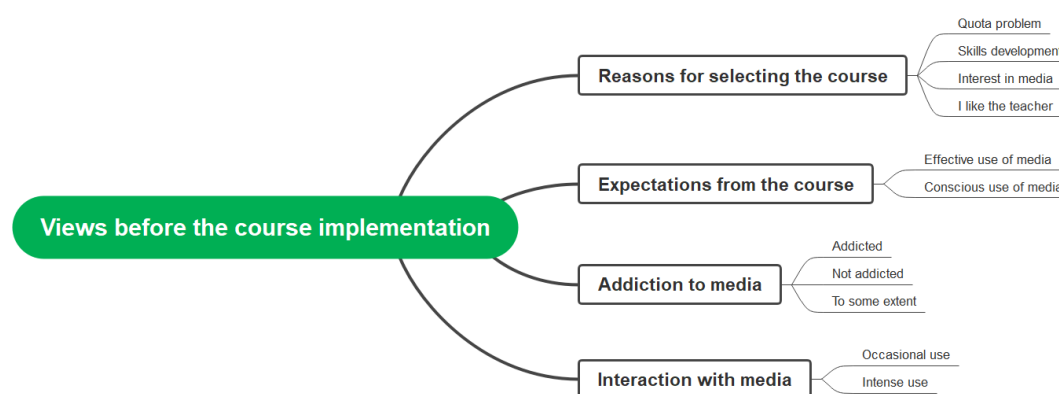 Views before the course implementation
Reasons for selecting the course
Quota problem
Skills development
Interest in media
I like the teacher
Expectations from the course
Effective use of media
Conscious use of media
Addiction to media
Addicted
Not addicted
To some extent
Interaction with media
Occasional use
Intense use